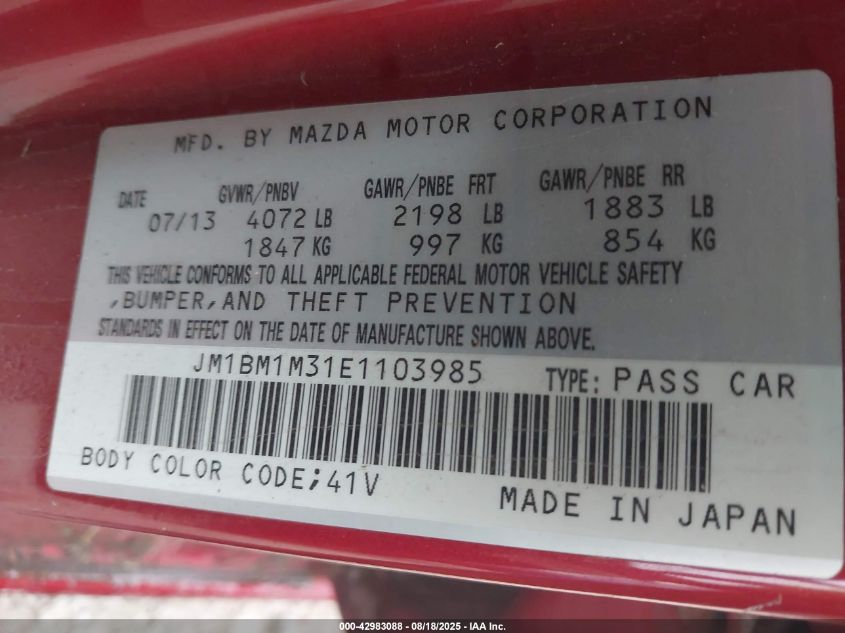 MFD. BY MAZDA MOTOR CORPORATION
DATE GVWR/PNBV GAWR/PNBE FRT GAWR/PNBE RR
07/13 4072 LB 2198 LB 1883 LB
1847 KG 997 KG 854 KG
THIS VEHICLE CONFORMS TO ALL APPLICABLE FEDERAL MOTOR VEHICLE SAFETY
,BUMPER,AND THEFT PREVENTION
STANDARDS IN EFFECT ON THE DATE OF MANUFACTURE SHOWN ABOVE.
JM1BM1M31E1103985 TYPE: PASS CAR
BODY COLOR CODE;41V
MADE IN JAPAN
000-42983088 - 08/18/2025 - IAA Inc.